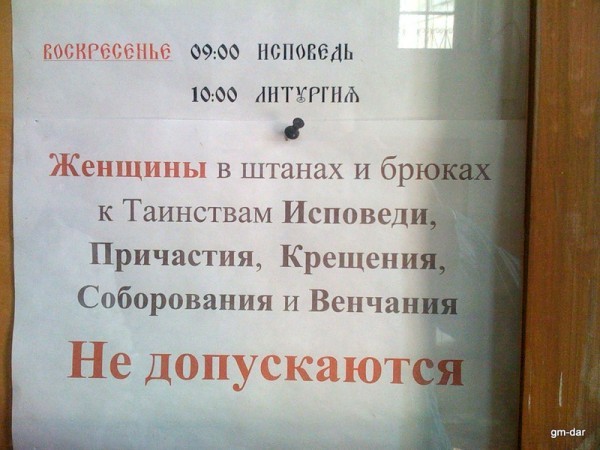 ВОСКРЕСЕНЬЕ 09:00 ИСПОВЕДЬ
10:00 ЛИТУРГИЯ
Женщины в штанах и брюках
к Таинствам Исповеди,
Причастия, Крещения,
Соборования и Венчания
Не допускаются
gm-dar